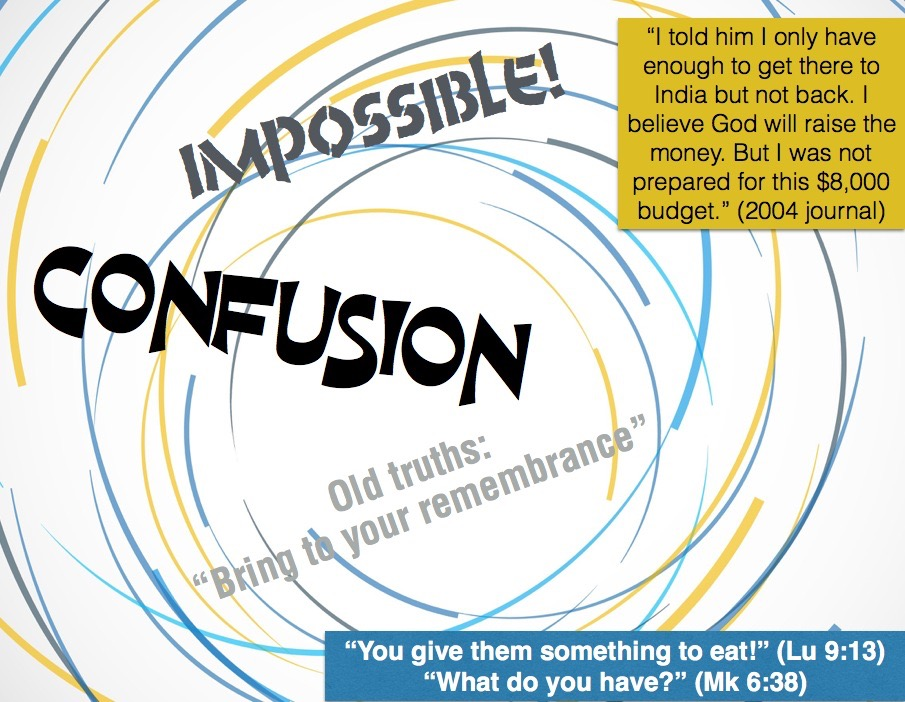 IMPOSSIBLE!
“I told him I only have
enough to get there to
India but not back. I
believe God will raise the
money. But I was not
prepared for this $8,000
budget.” (2004 journal)
CONFUSION
Old truths:
“Bring to your remembrance”
“You give them something to eat!” (Lu 9:13)
“What do you have?” (Mk 6:38)